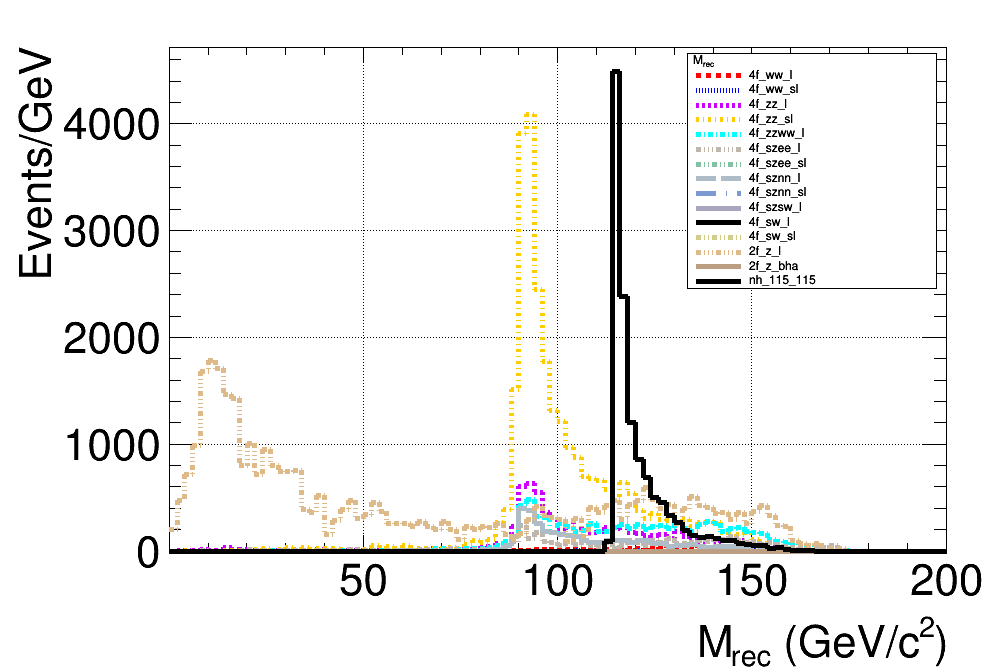 Events/GeV
4000
3000
2000
1000
0
M_rec
4f_ww_l
4f_ww_sl
4f_zz_l
4f_zz_sl
4f_zzww_l
4f_szee_l
4f_szee_sl
4f_sznn_l
4f_sznn_sl
4f_szsw_l
4f_sw_l
4f_sw_sl
2f_z_l
2f_z_bha
nh_115_115
50 100 150 200
M_rec (GeV/c²)